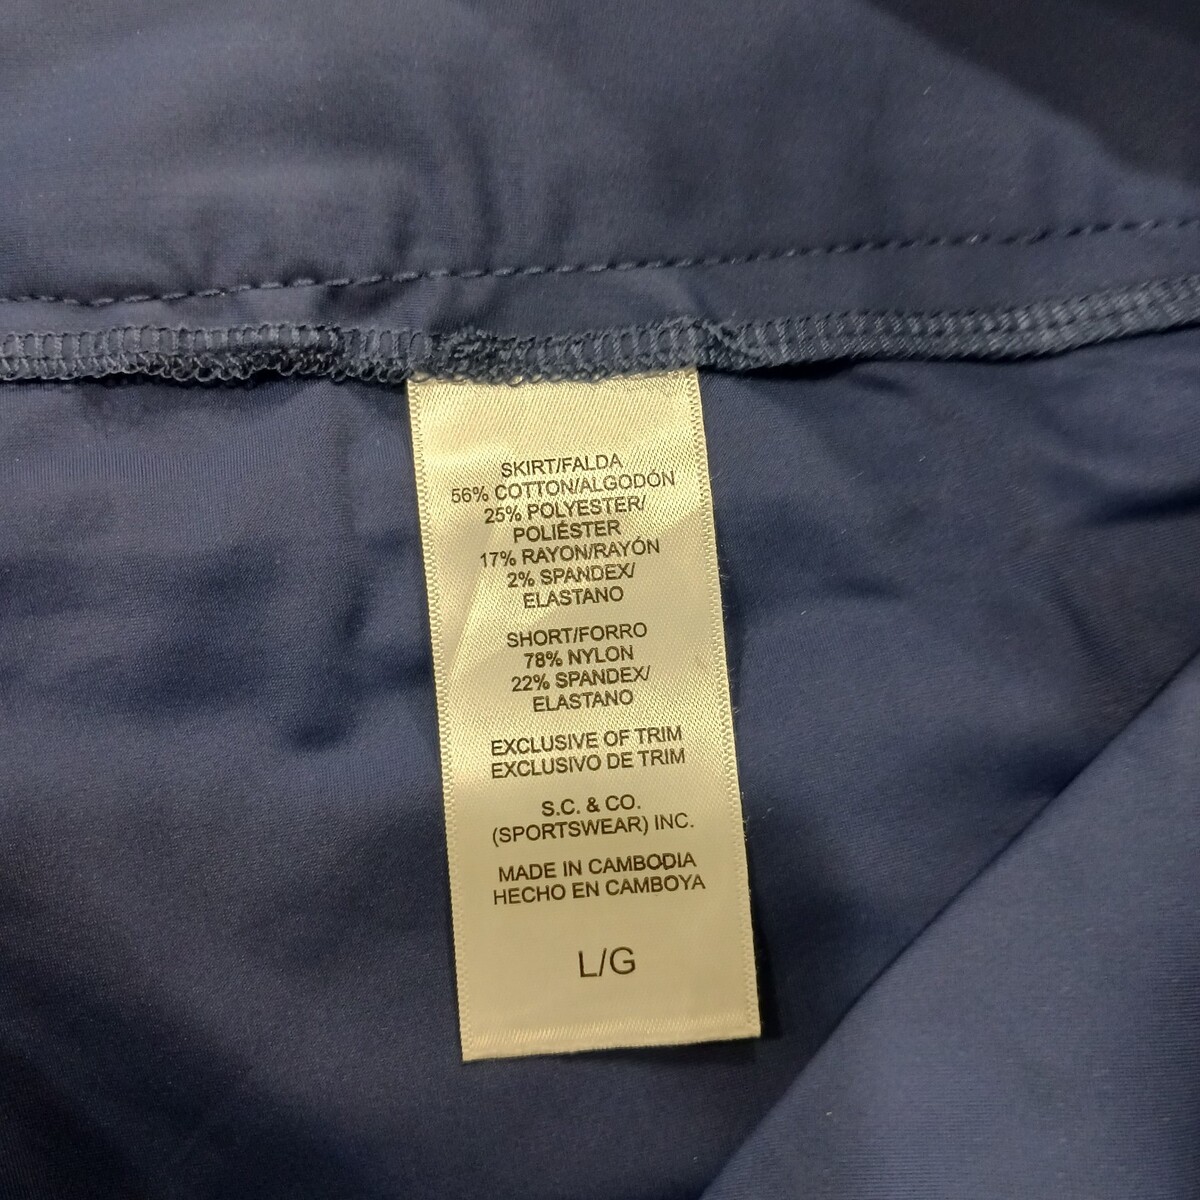 SKIRT/FALDA
56% COTTON/ALGODÓN
25% POLYESTER/
POLIÉSTER
17% RAYON/RAYÓN
2% SPANDEX/
ELASTANO
SHORT/FORRO
78% NYLON
22% SPANDEX/
ELASTANO
EXCLUSIVE OF TRIM
EXCLUSIVO DE TRIM
S.C. & CO.
(SPORTSWEAR) INC.
MADE IN CAMBODIA
HECHO EN CAMBOYA
L/G